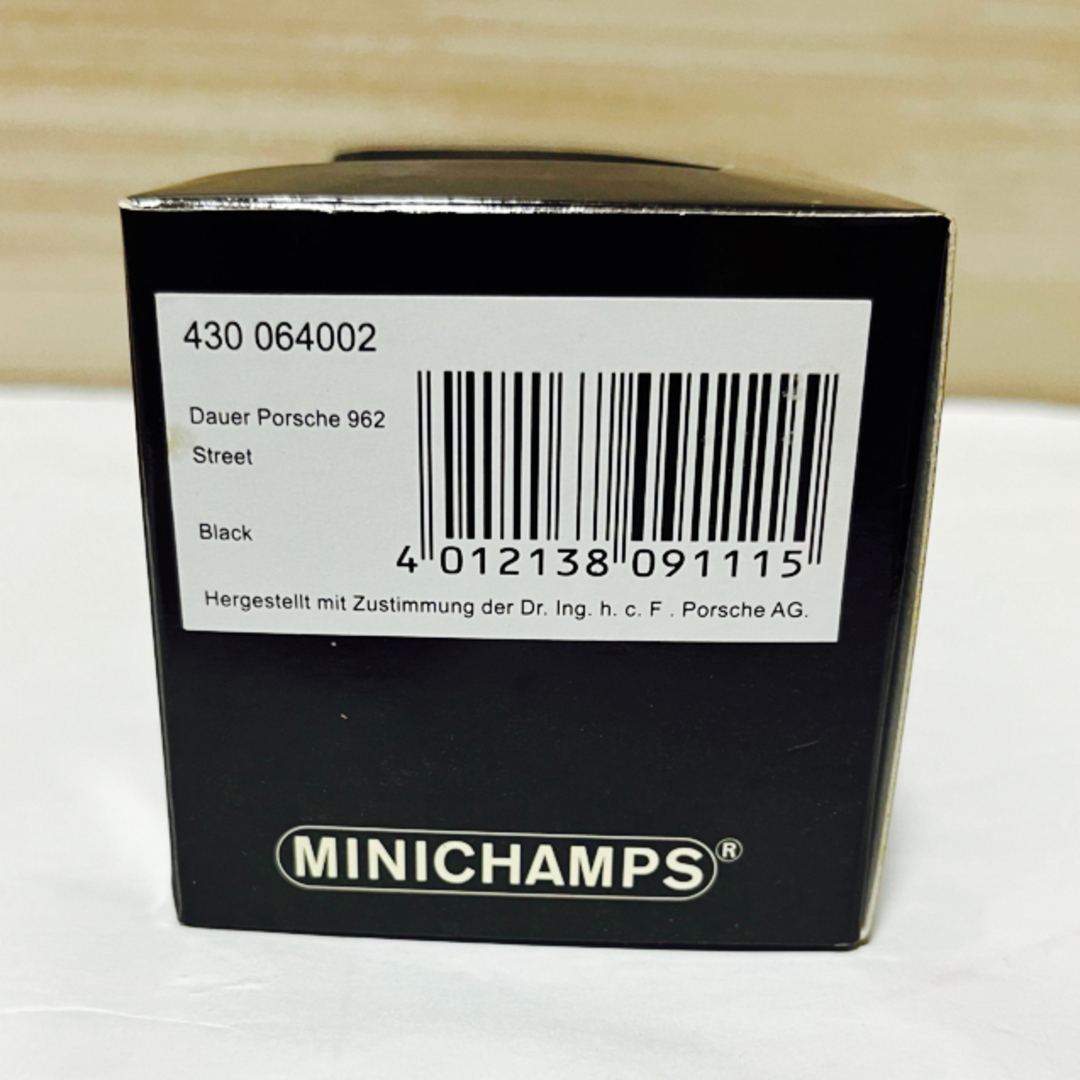 430 064002
Dauer Porsche 962
Street
Black
4 012138 091115
Hergestellt mit Zustimmung der Dr. Ing. h. c. F . Porsche AG.
MINICHAMPS®